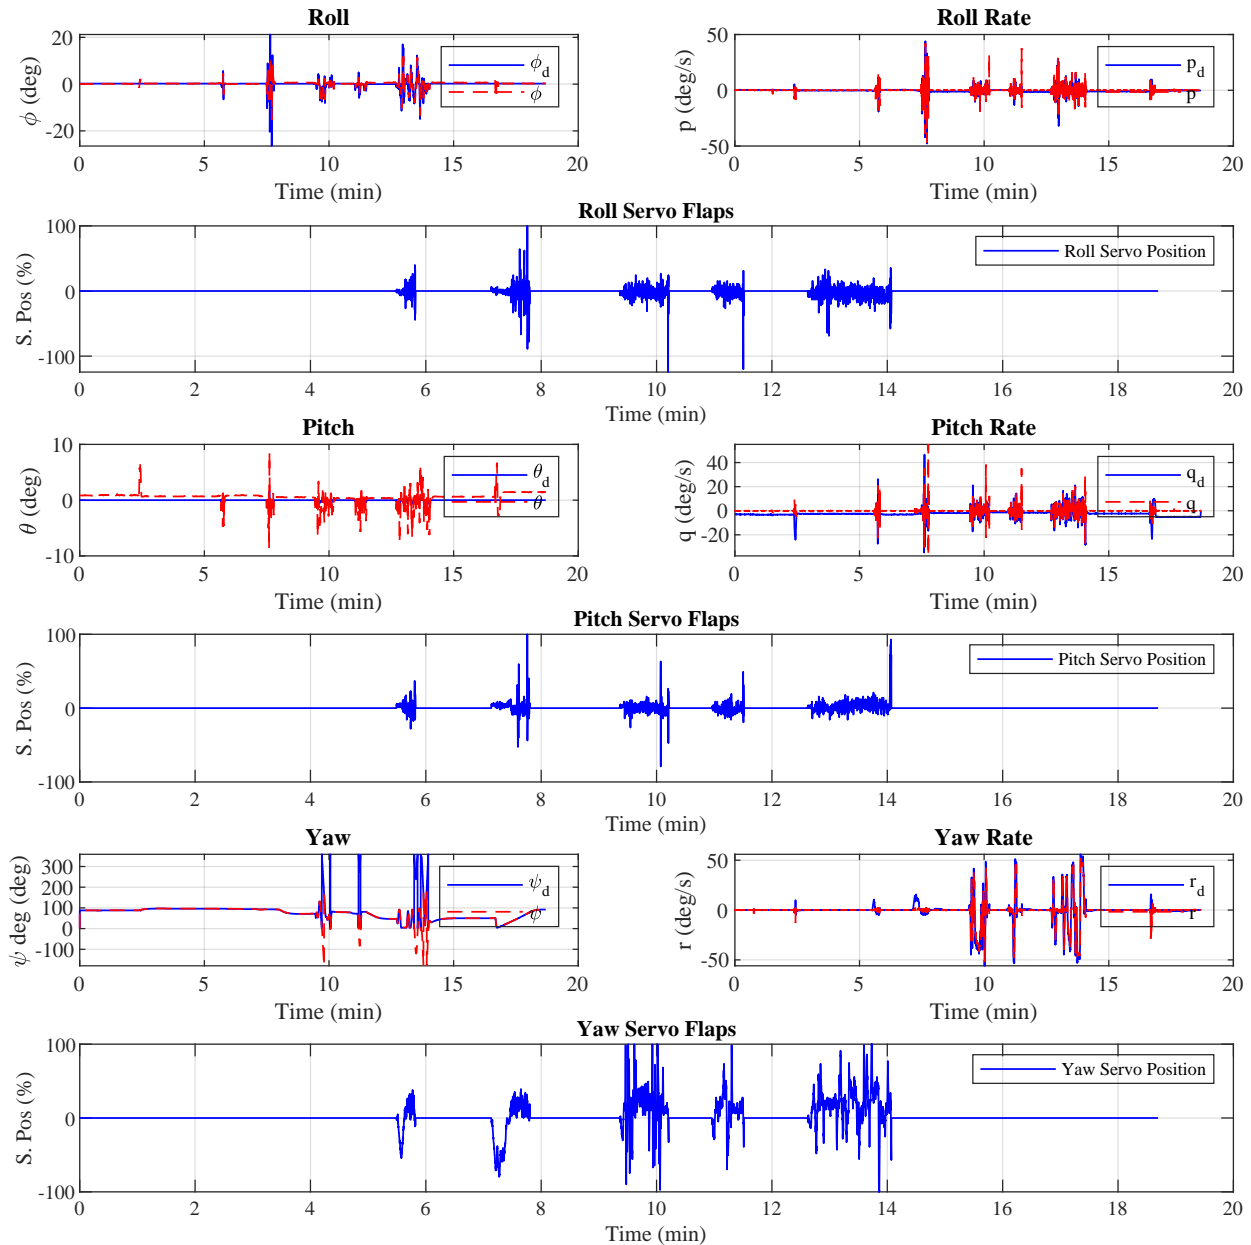 Roll
Roll Rate
20
0
-20
ϕ (deg)
ϕ_d
ϕ
0 5 10 15 20
Time (min)
50
0
-50
p (deg/s)
p_d
p
0 5 10 15 20
Time (min)
Roll Servo Flaps
100
0
-100
S. Pos (%)
Roll Servo Position
0 2 4 6 8 10 12 14 16 18 20
Time (min)
Pitch
Pitch Rate
10
0
-10
θ (deg)
θ_d
θ
0 5 10 15 20
Time (min)
40
20
0
-20
q (deg/s)
q_d
q
0 5 10 15 20
Time (min)
Pitch Servo Flaps
100
0
-100
S. Pos (%)
Pitch Servo Position
0 2 4 6 8 10 12 14 16 18 20
Time (min)
Yaw
Yaw Rate
300
200
100
0
-100
ψ deg (deg)
ψ_d
ϕ
0 5 10 15 20
Time (min)
50
0
-50
r (deg/s)
r_d
r
0 5 10 15 20
Time (min)
Yaw Servo Flaps
100
0
-100
S. Pos (%)
Yaw Servo Position
0 2 4 6 8 10 12 14 16 18 20
Time (min)